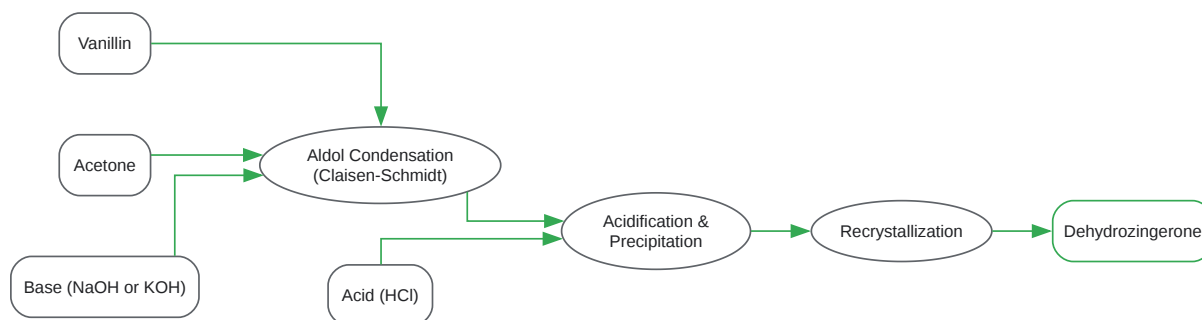 Vanillin
Acetone
Base (NaOH or KOH)
Aldol Condensation
(Claisen-Schmidt)
Acid (HCl)
Acidification &
Precipitation
Recrystallization
Dehydrozingerone